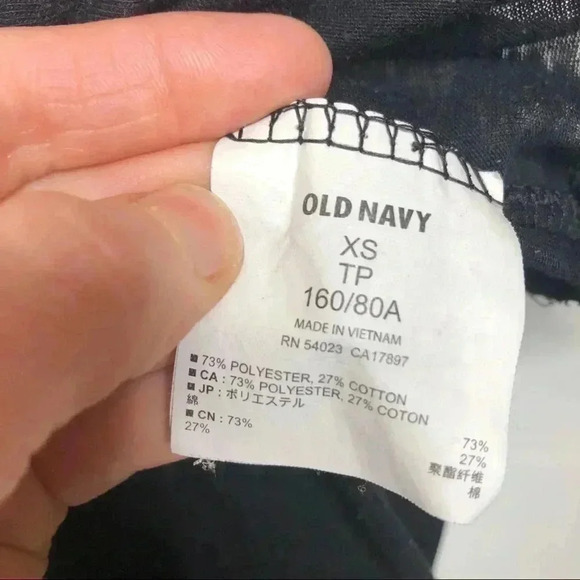 OLD NAVY
XS
TP
160/80A
MADE IN VIETNAM
RN 54023 CA17897
■ 73% POLYESTER, 27% COTTON
■ CA : 73% POLYESTER, 27% COTON
■ JP : ポリエステル 73%
綿 27%
■ CN : 73% 聚酯纤维
27% 棉